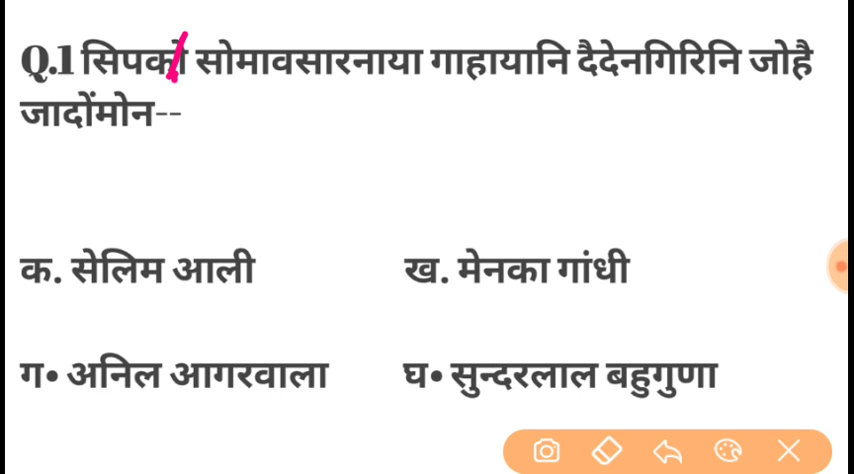 Q.1 सिपको सोमावसारनाया गाहायानि दैदेनगिरिनि जोहै
जादोंमोन--
क. सेलिम आली ख. मेनका गांधी
ग• अनिल आगरवाला घ• सुन्दरलाल बहुगुणा